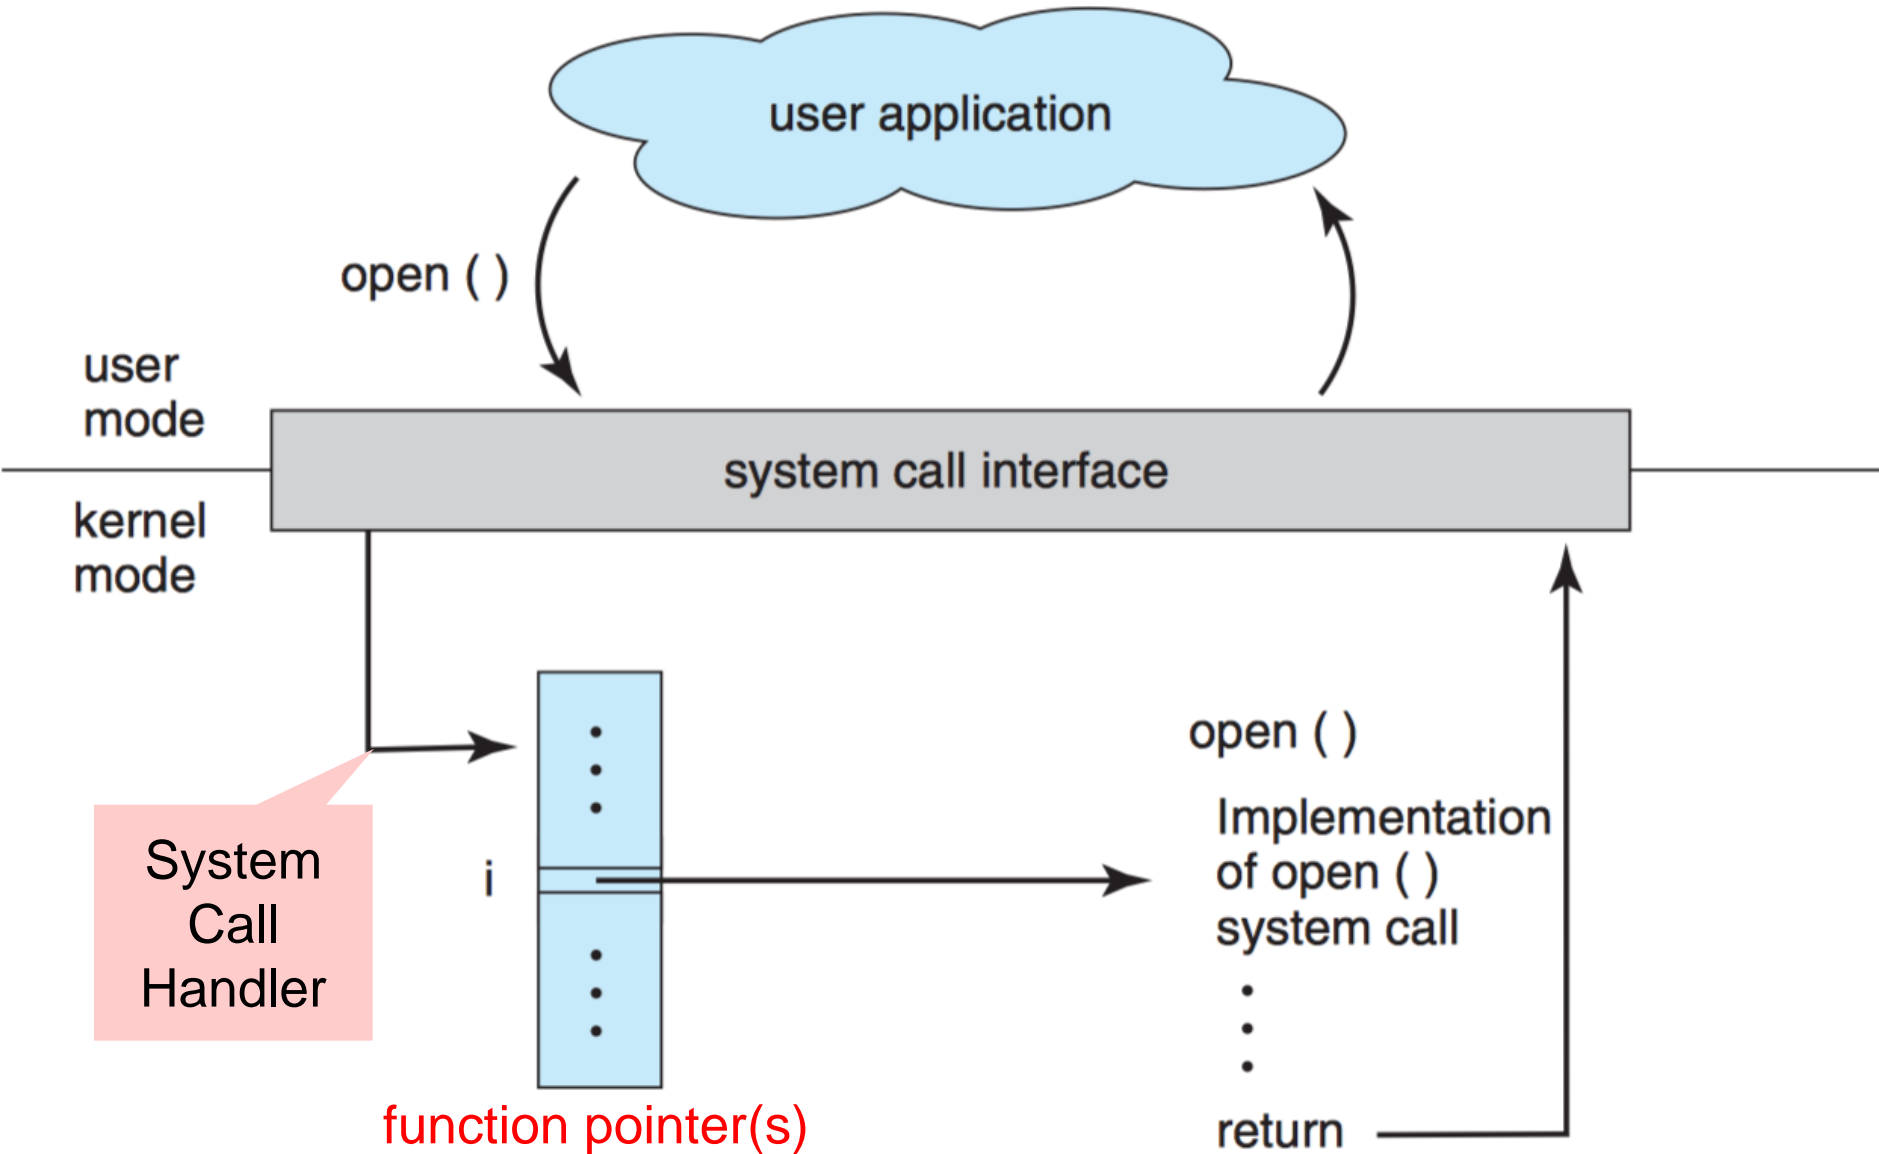 user application
open ( )
user
mode
system call interface
kernel
mode
System
Call
Handler
i
function pointer(s)
open ( )
Implementation
of open ( )
system call
return